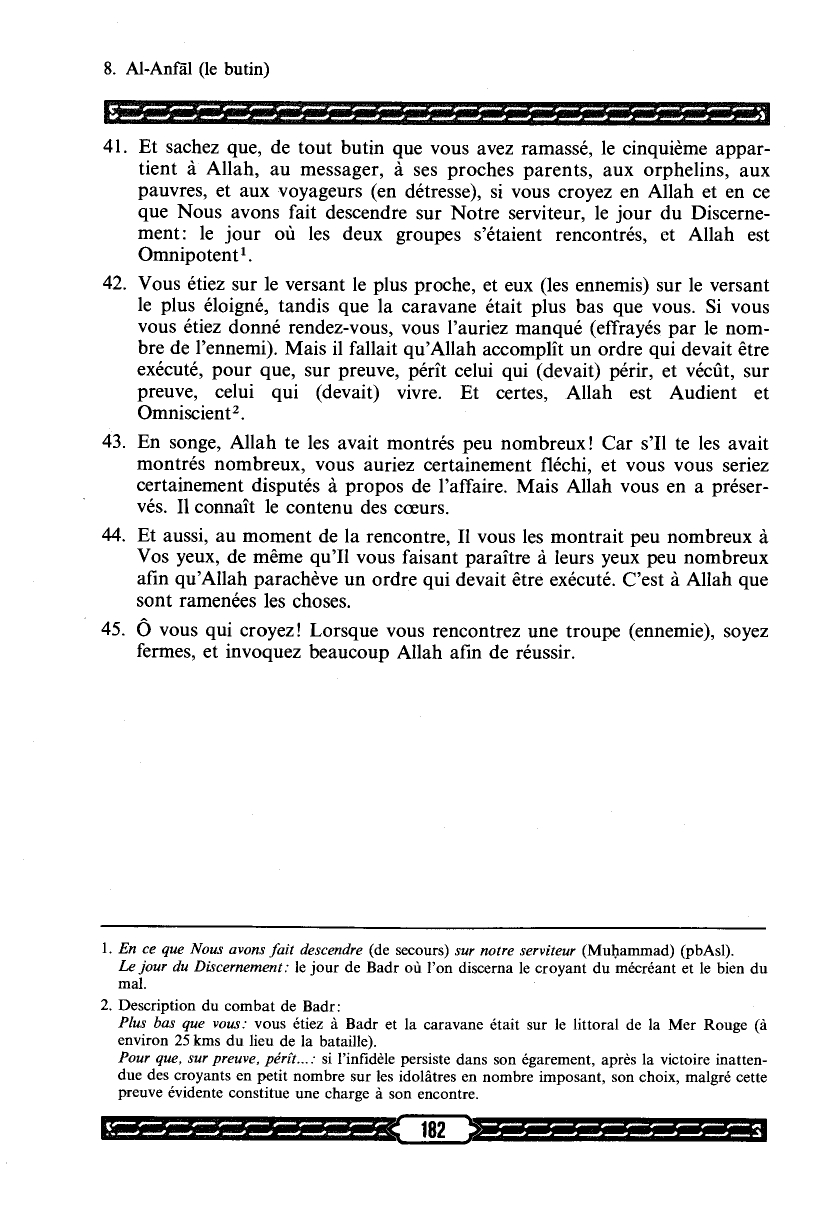 8. Al-Anfāl (le butin)
41. Et sachez que, de tout butin que vous avez ramassé, le cinquième appar-
tient à Allah, au messager, à ses proches parents, aux orphelins, aux
pauvres, et aux voyageurs (en détresse), si vous croyez en Allah et en ce
que Nous avons fait descendre sur Notre serviteur, le jour du Discerne-
ment: le jour où les deux groupes s’étaient rencontrés, et Allah est
Omnipotent¹.
42. Vous étiez sur le versant le plus proche, et eux (les ennemis) sur le versant
le plus éloigné, tandis que la caravane était plus bas que vous. Si vous
vous étiez donné rendez-vous, vous l’auriez manqué (effrayés par le nom-
bre de l’ennemi). Mais il fallait qu’Allah accomplît un ordre qui devait être
exécuté, pour que, sur preuve, pérît celui qui (devait) périr, et vécût, sur
preuve, celui qui (devait) vivre. Et certes, Allah est Audient et
Omniscient².
43. En songe, Allah te les avait montrés peu nombreux! Car s’Il te les avait
montrés nombreux, vous auriez certainement fléchi, et vous vous seriez
certainement disputés à propos de l’affaire. Mais Allah vous en a préser-
vés. Il connaît le contenu des cœurs.
44. Et aussi, au moment de la rencontre, Il vous les montrait peu nombreux à
Vos yeux, de même qu’Il vous faisant paraître à leurs yeux peu nombreux
afin qu’Allah parachève un ordre qui devait être exécuté. C’est à Allah que
sont ramenées les choses.
45. Ô vous qui croyez! Lorsque vous rencontrez une troupe (ennemie), soyez
fermes, et invoquez beaucoup Allah afin de réussir.
1. En ce que Nous avons fait descendre (de secours) sur notre serviteur (Muḥammad) (pbAsl).
Le jour du Discernement: le jour de Badr où l’on discerna le croyant du mécréant et le bien du
mal.
2. Description du combat de Badr:
Plus bas que vous: vous étiez à Badr et la caravane était sur le littoral de la Mer Rouge (à
environ 25 kms du lieu de la bataille).
Pour que, sur preuve, pérît...: si l’infidèle persiste dans son égarement, après la victoire inatten-
due des croyants en petit nombre sur les idolâtres en nombre imposant, son choix, malgré cette
preuve évidente constitue une charge à son encontre.
182